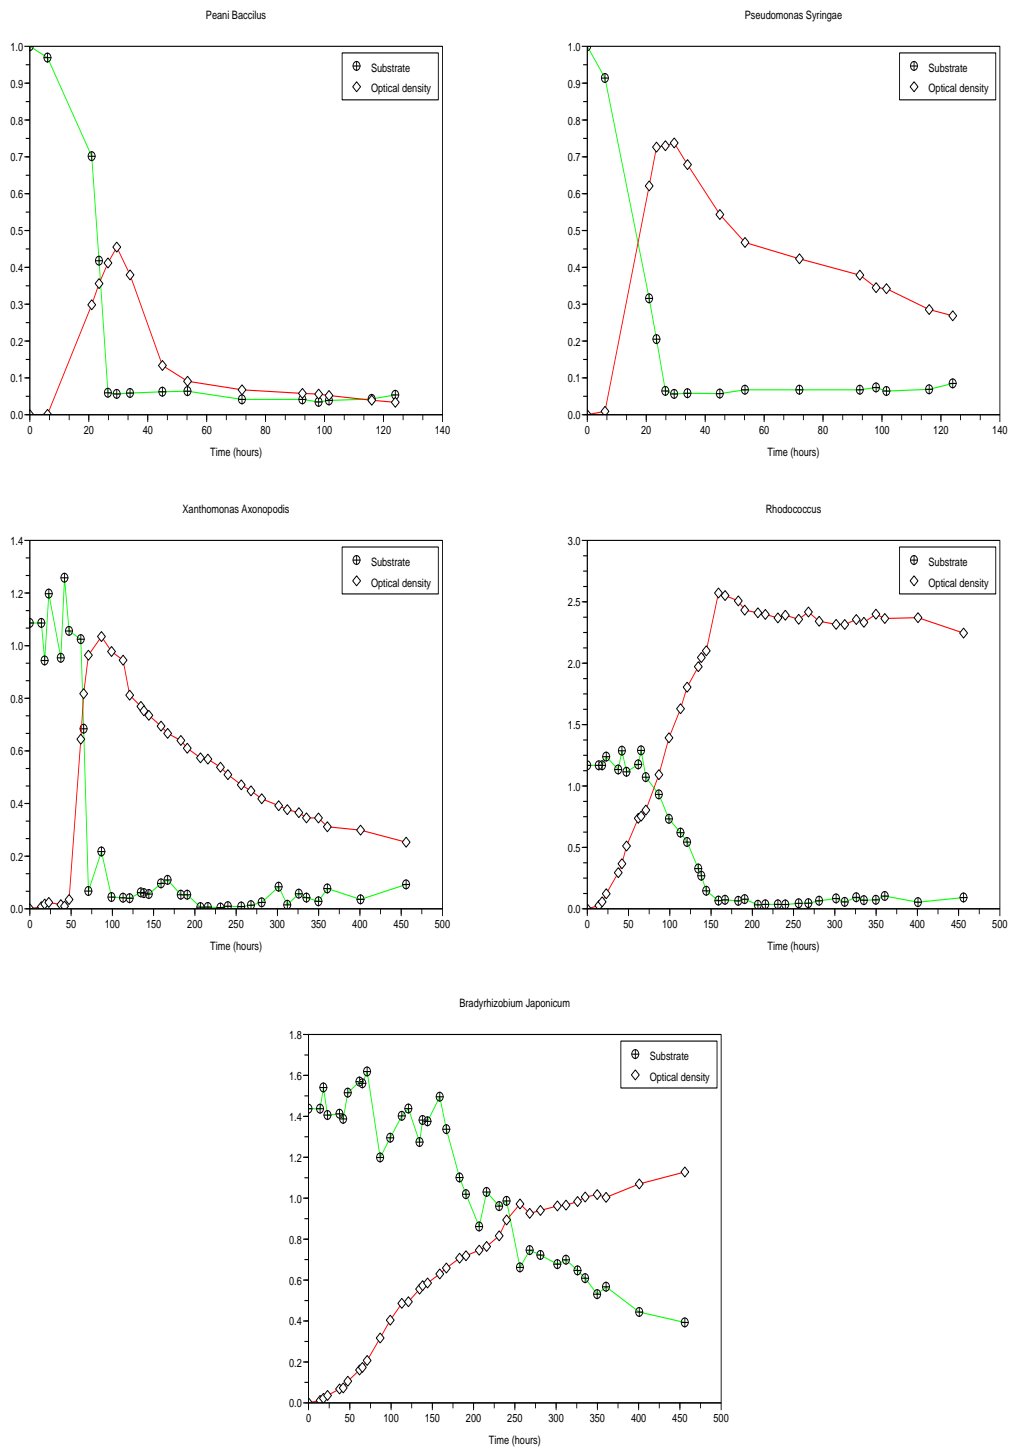 Peani Baccilus
Substrate
Optical density
1.0
0.9
0.8
0.7
0.6
0.5
0.4
0.3
0.2
0.1
0.0
0 20 40 60 80 100 120 140
Time (hours)
Pseudomonas Syringae
Substrate
Optical density
1.0
0.9
0.8
0.7
0.6
0.5
0.4
0.3
0.2
0.1
0.0
0 20 40 60 80 100 120 140
Time (hours)
Xanthomonas Axonopodis
Substrate
Optical density
1.4
1.2
1.0
0.8
0.6
0.4
0.2
0.0
0 50 100 150 200 250 300 350 400 450 500
Time (hours)
Rhodococcus
Substrate
Optical density
3.0
2.5
2.0
1.5
1.0
0.5
0.0
0 50 100 150 200 250 300 350 400 450 500
Time (hours)
Bradyrhizobium Japonicum
Substrate
Optical density
1.8
1.6
1.4
1.2
1.0
0.8
0.6
0.4
0.2
0.0
0 50 100 150 200 250 300 350 400 450 500
Time (hours)